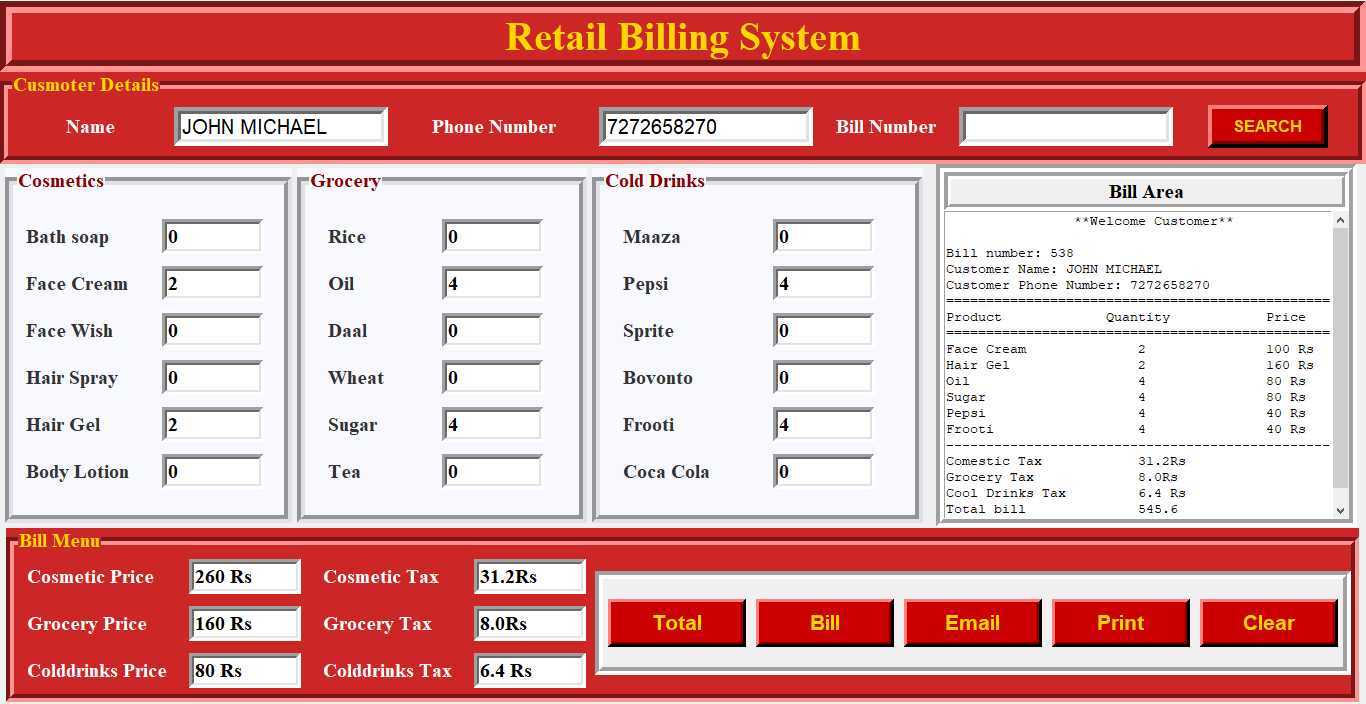 Retail Billing System
Cusmoter Details
Name JOHN MICHAEL Phone Number 7272658270 Bill Number SEARCH
Cosmetics
Bath soap 0
Face Cream 2
Face Wish 0
Hair Spray 0
Hair Gel 2
Body Lotion 0
Grocery
Rice 0
Oil 4
Daal 0
Wheat 0
Sugar 4
Tea 0
Cold Drinks
Maaza 0
Pepsi 4
Sprite 0
Bovonto 0
Frooti 4
Coca Cola 0
Bill Area
**Welcome Customer**
Bill number: 538
Customer Name: JOHN MICHAEL
Customer Phone Number: 7272658270
================================================
Product Quantity Price
================================================
Face Cream 2 100 Rs
Hair Gel 2 160 Rs
Oil 4 80 Rs
Sugar 4 80 Rs
Pepsi 4 40 Rs
Frooti 4 40 Rs
------------------------------------------------
Comestic Tax 31.2Rs
Grocery Tax 8.0Rs
Cool Drinks Tax 6.4 Rs
Total bill 545.6
Bill Menu
Cosmetic Price 260 Rs Cosmetic Tax 31.2Rs
Grocery Price 160 Rs Grocery Tax 8.0Rs
Colddrinks Price 80 Rs Colddrinks Tax 6.4 Rs
Total Bill Email Print Clear